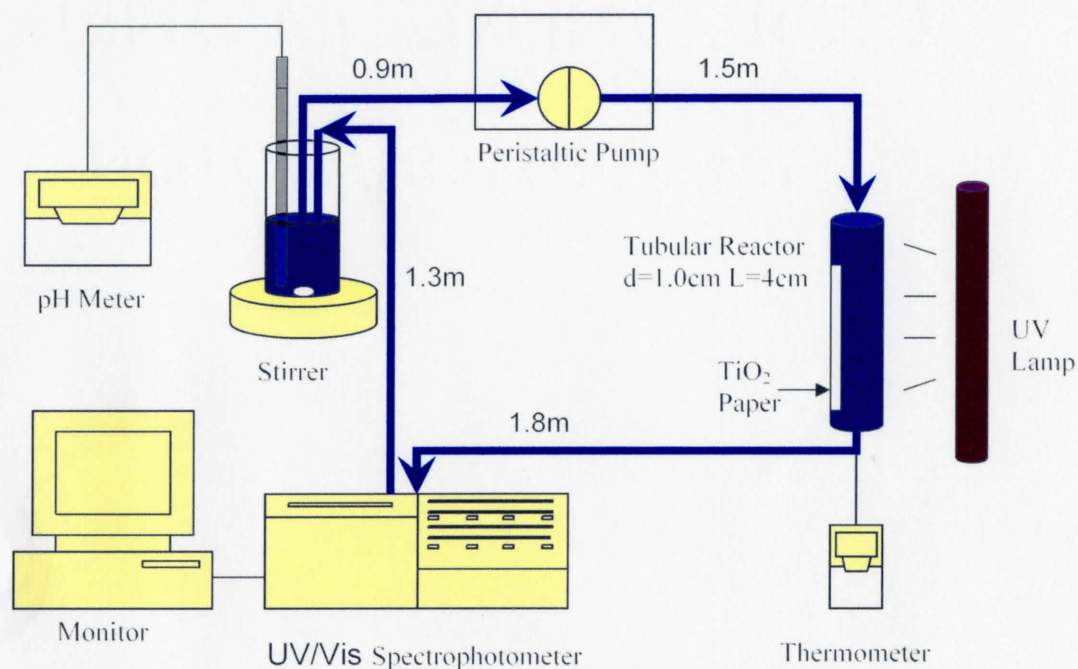 0.9m
1.5m
Peristaltic Pump
pH Meter
1.3m
Tubular Reactor
d=1.0cm L=4cm
Stirrer
UV
Lamp
TiO₂
Paper
1.8m
Monitor
UV/Vis Spectrophotometer
Thermometer